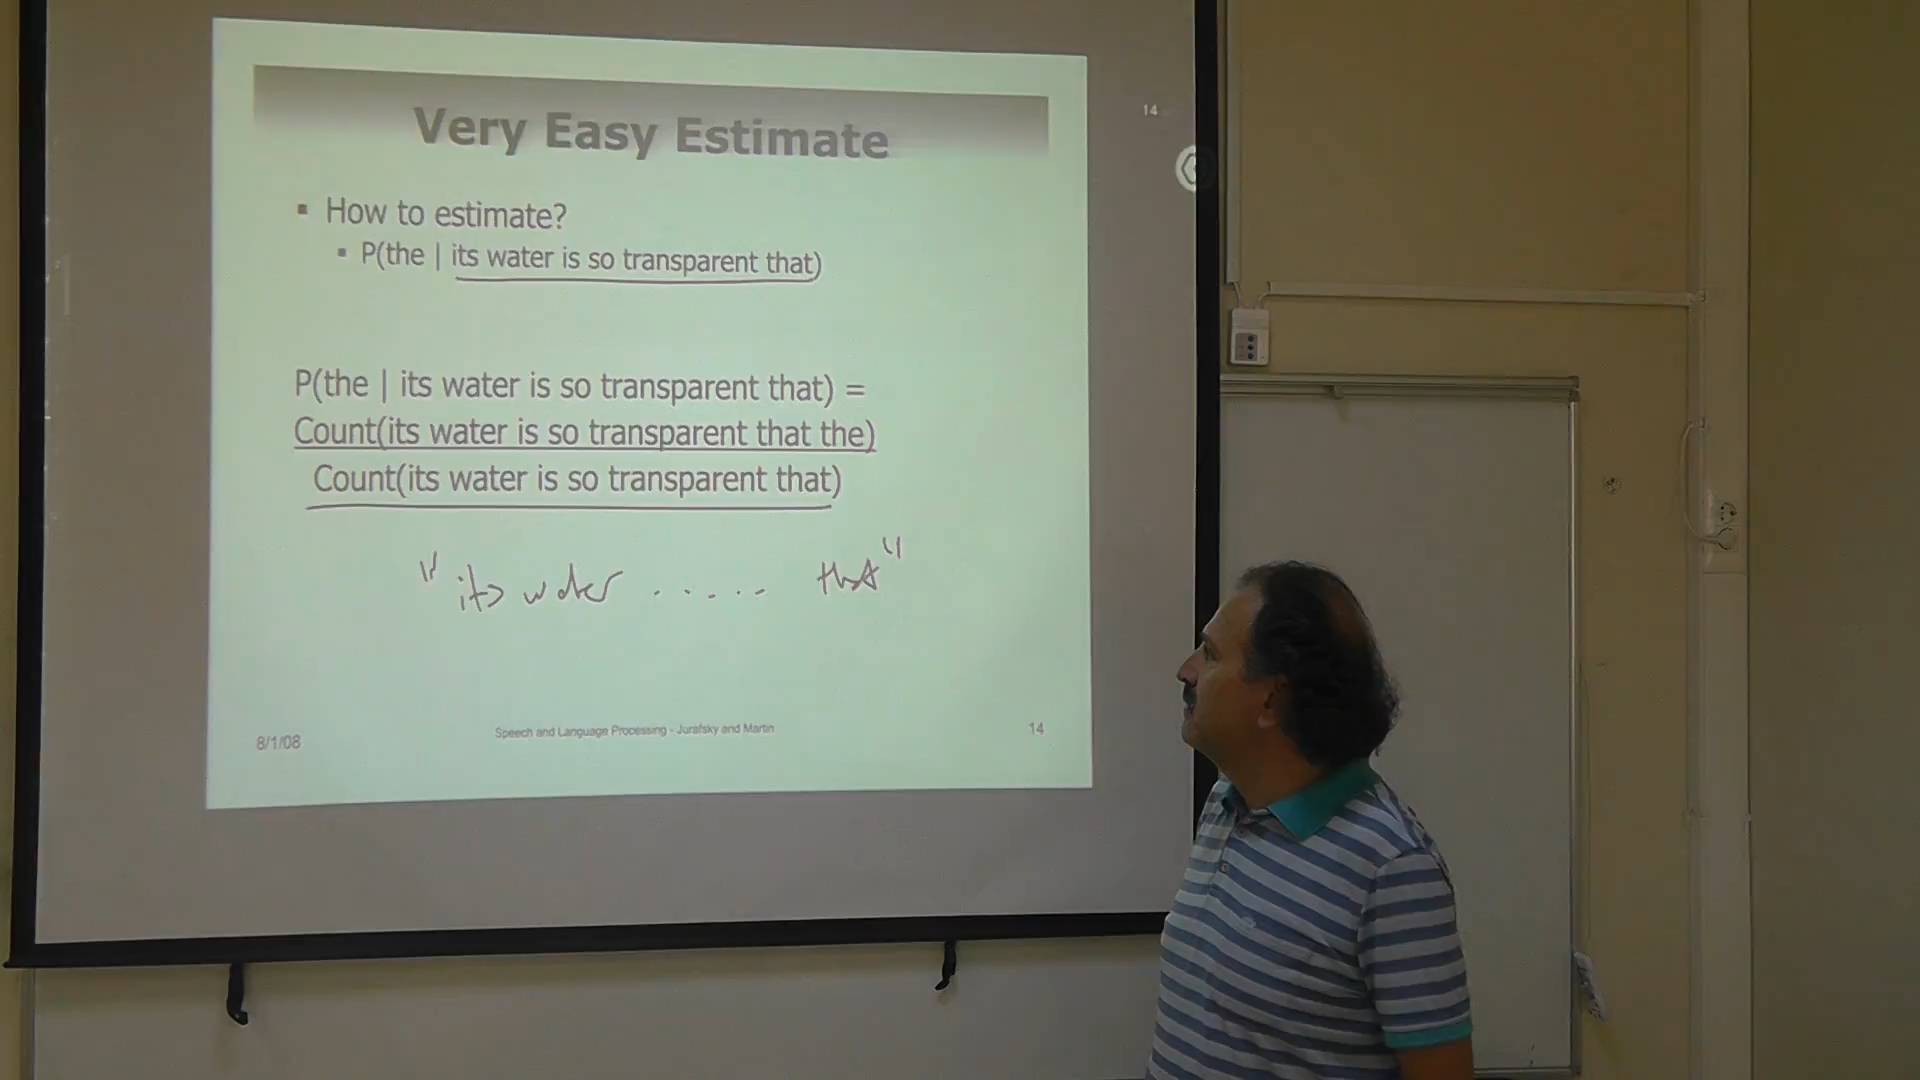 14
Very Easy Estimate
▪ How to estimate?
▪ P(the | its water is so transparent that)
P(the | its water is so transparent that) =
Count(its water is so transparent that the)
Count(its water is so transparent that)
" its water ..... that "
8/1/08
Speech and Language Processing - Jurafsky and Martin
14